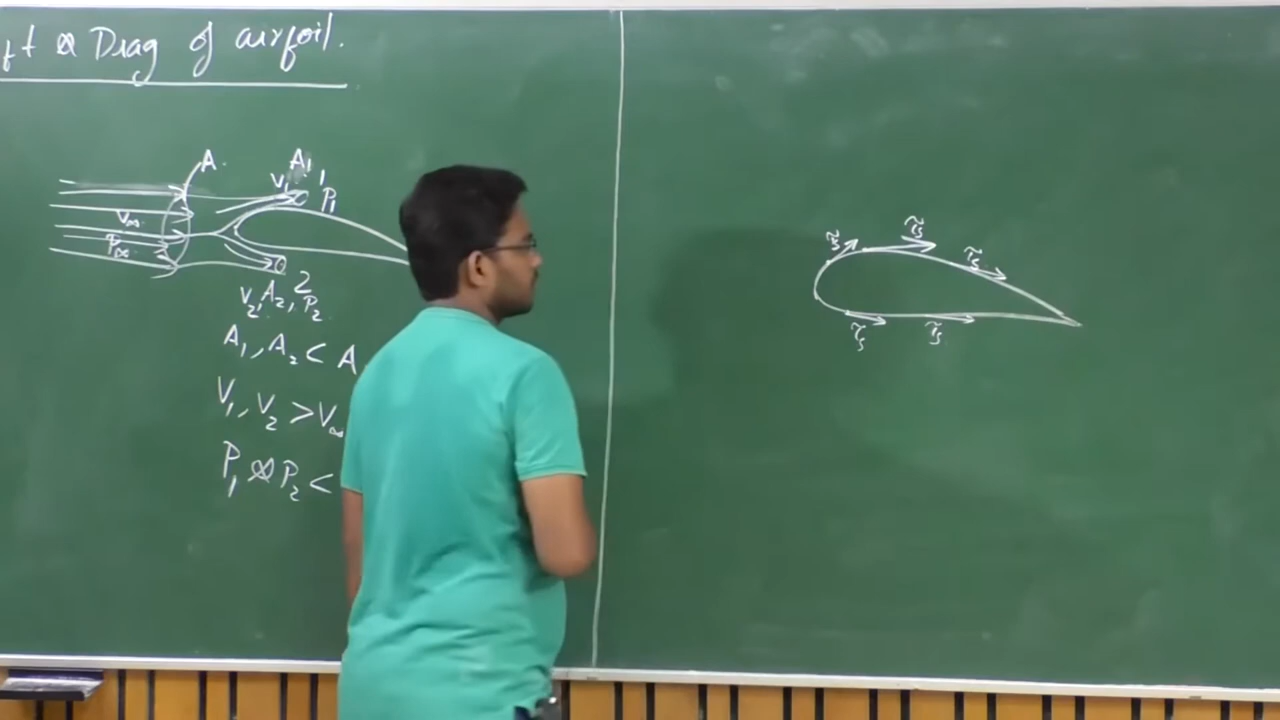 ft & Drag of airfoil.
A.
A₁,
V₁
P₁
V∞
P∞
2
V₂, A₂, P₂
A₁, A₂ < A
V₁, V₂ > V∞
P₁ & P₂ <
τs
τs
τs
τs
τs